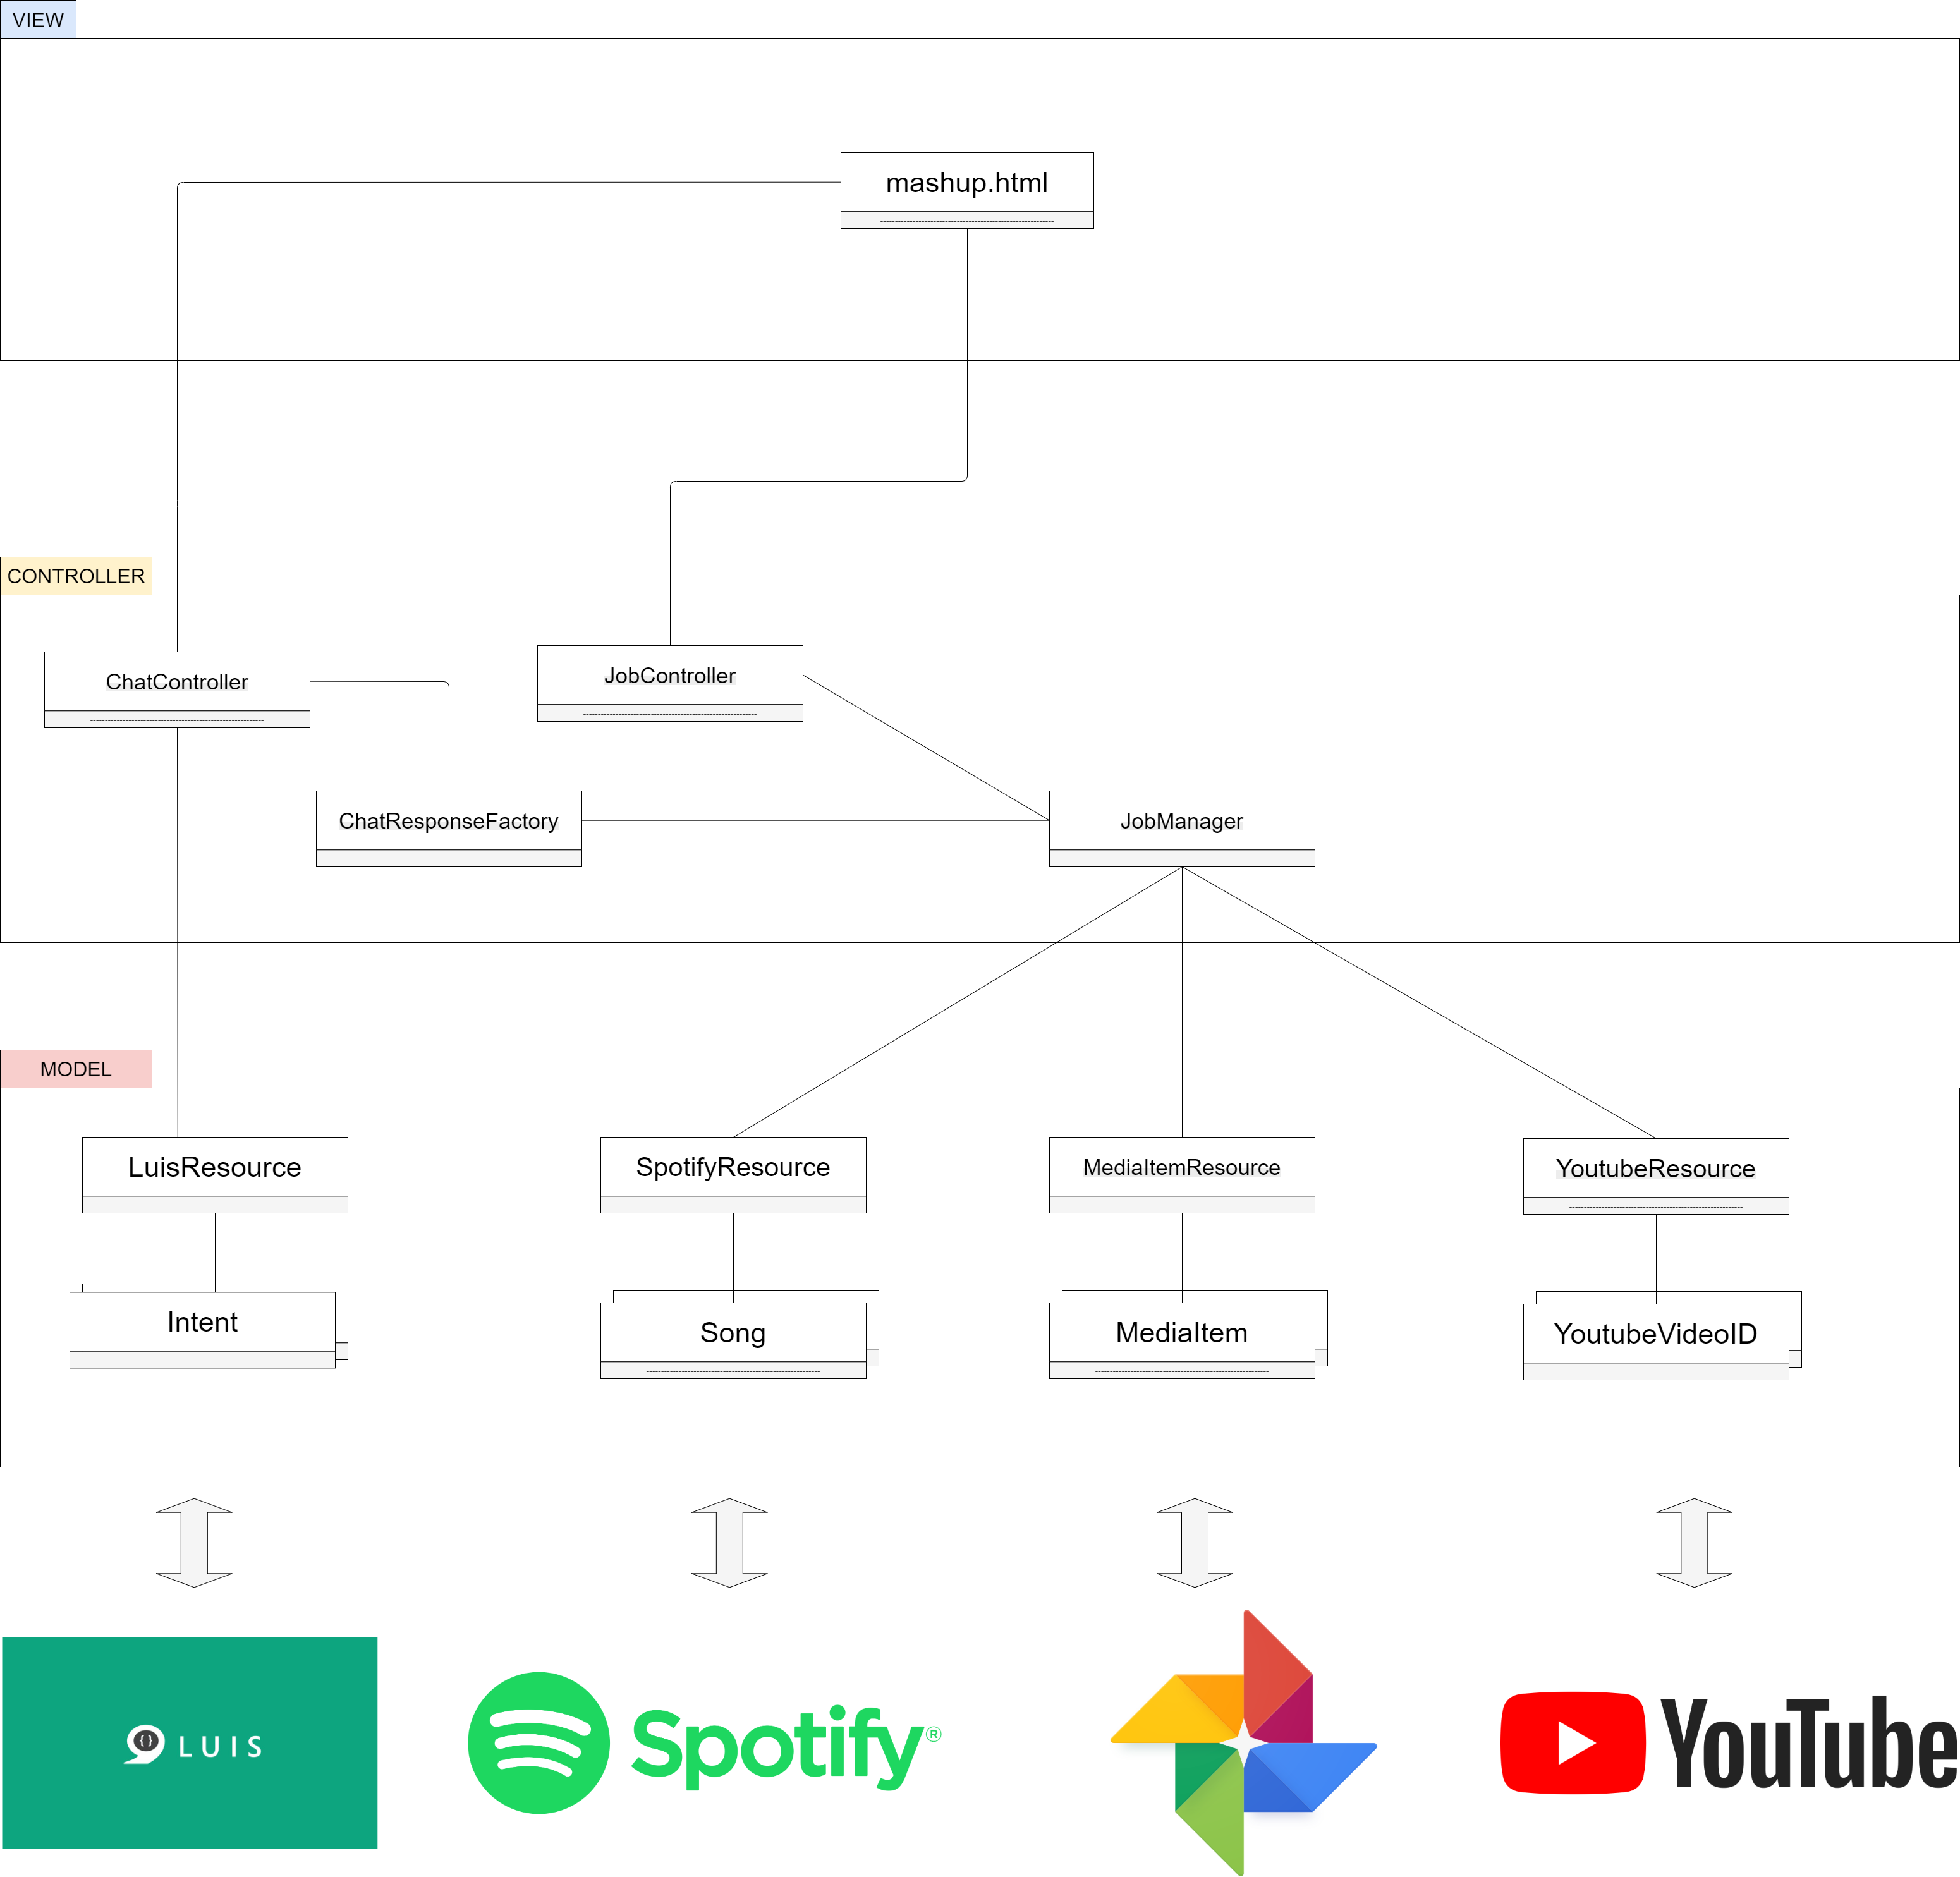 VIEW
mashup.html
CONTROLLER
ChatController
JobController
ChatResponseFactory
JobManager
MODEL
LuisResource
SpotifyResource
MediaItemResource
YoutubeResource
Intent
Song
MediaItem
YoutubeVideoID
{ } LUIS
Spotify®
YouTube